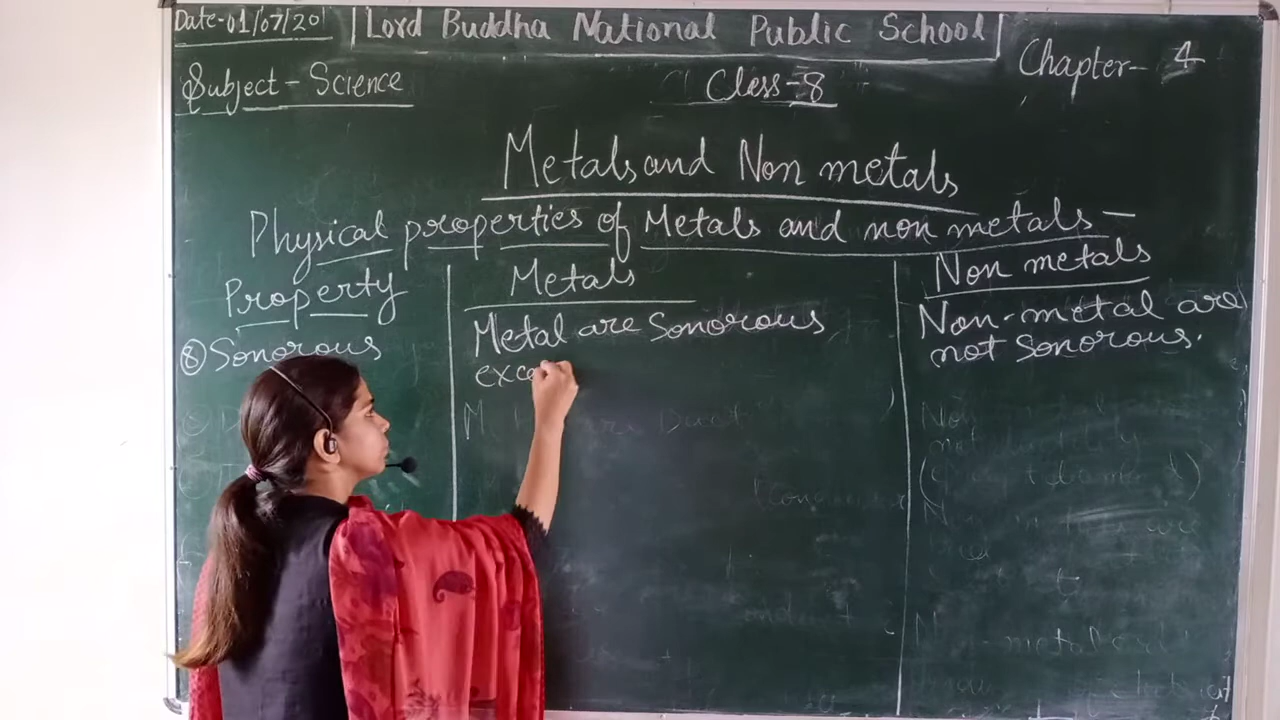 Date-01/07/201
Lord Buddha National Public School
Subject - Science
Class-8
Chapter- 4
Metals and Non metals
Physical properties of Metals and non metals -
Property
Metals
Non metals
⑧ Sonorous
Metal are Sonorous
exce
Non-metal are
not Sonorous.